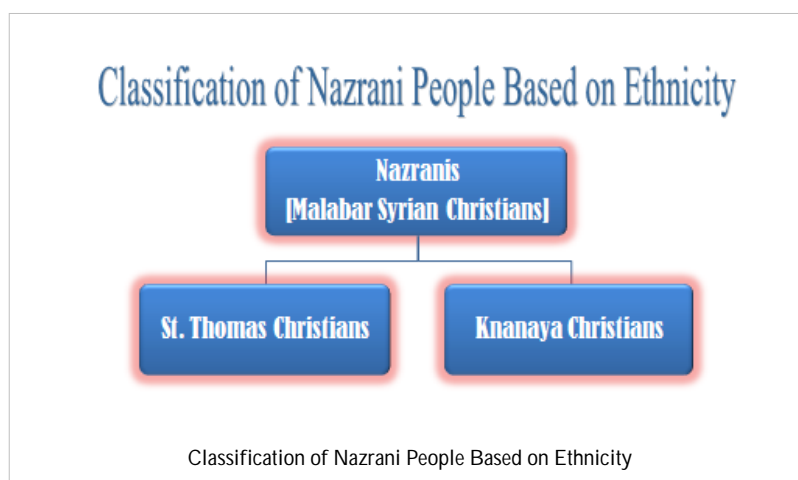 Classification of Nazrani People Based on Ethnicity
Nazranis
[Malabar Syrian Christians]
St. Thomas Christians
Knanaya Christians
Classification of Nazrani People Based on Ethnicity